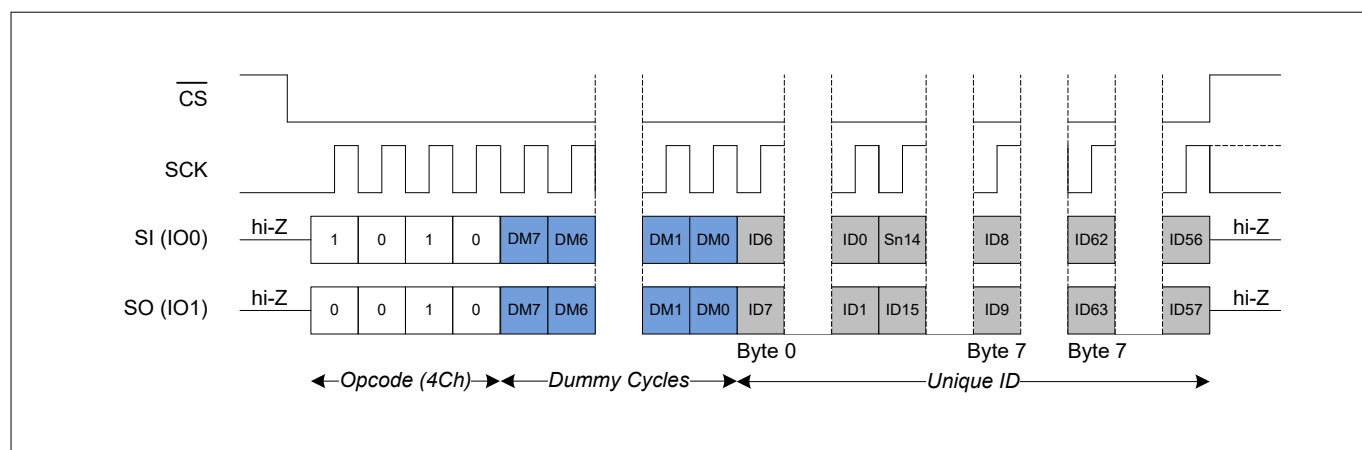 CS
SCK
SI (IO0) hi-Z 1 0 1 0 DM7 DM6 DM1 DM0 ID6 ID0 Sn14 ID8 ID62 ID56 hi-Z
SO (IO1) hi-Z 0 0 1 0 DM7 DM6 DM1 DM0 ID7 ID1 ID15 ID9 ID63 ID57 hi-Z
Byte 0 Byte 7 Byte 7
Opcode (4Ch) Dummy Cycles Unique ID